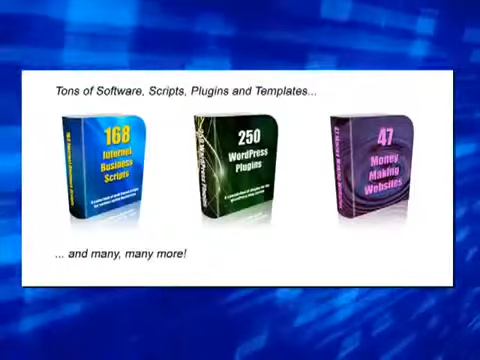 Tons of Software, Scripts, Plugins and Templates...
168
Internet
Business
Scripts
250
WordPress
Plugins
47
Money
Making
Websites
... and many, many more!